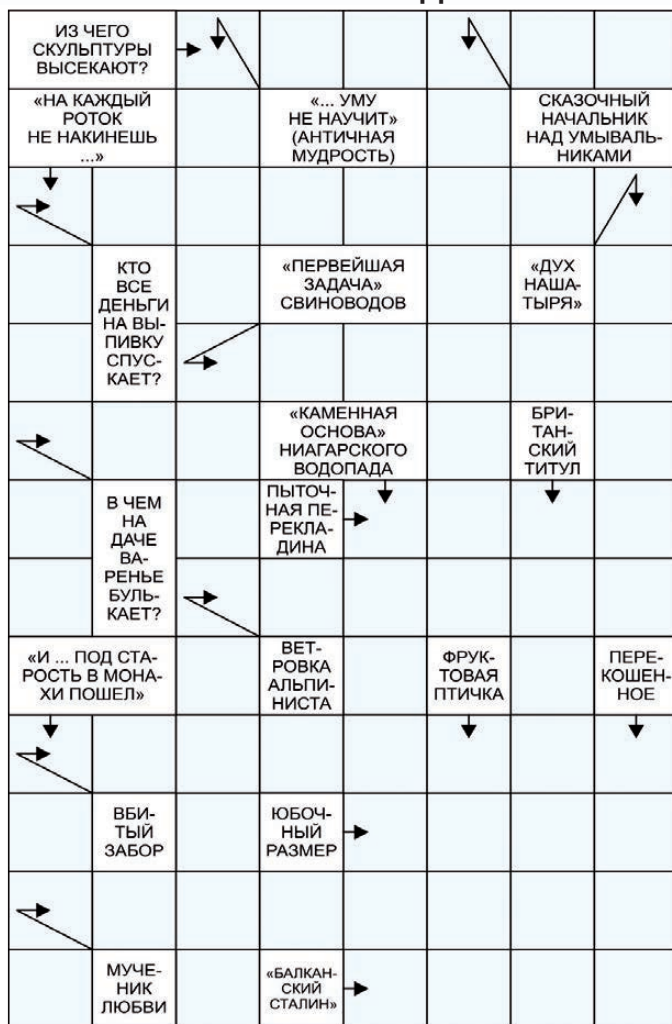 ИЗ ЧЕГО
СКУЛЬПТУРЫ
ВЫСЕКАЮТ?
«НА КАЖДЫЙ
РОТОК
НЕ НАКИНЕШЬ
...»
«... УМУ
НЕ НАУЧИТ»
(АНТИЧНАЯ
МУДРОСТЬ)
СКАЗОЧНЫЙ
НАЧАЛЬНИК
НАД УМЫВАЛЬ-
НИКАМИ
КТО
ВСЕ
ДЕНЬГИ
НА ВЫ-
ПИВКУ
СПУС-
КАЕТ?
«ПЕРВЕЙШАЯ
ЗАДАЧА»
СВИНОВОДОВ
«ДУХ
НАША-
ТЫРЯ»
«КАМЕННАЯ
ОСНОВА»
НИАГАРСКОГО
ВОДОПАДА
БРИ-
ТАН-
СКИЙ
ТИТУЛ
В ЧЕМ
НА
ДАЧЕ
ВА-
РЕНЬЕ
БУЛЬ-
КАЕТ?
ПЫТОЧ-
НАЯ ПЕ-
РЕКЛА-
ДИНА
«И ... ПОД СТА-
РОСТЬ В МОНА-
ХИ ПОШЕЛ»
ВЕТ-
РОВКА
АЛЬПИ-
НИСТА
ФРУК-
ТОВАЯ
ПТИЧКА
ПЕРЕ-
КОШЕН-
НОЕ
ВБИ-
ТЫЙ
ЗАБОР
ЮБОЧ-
НЫЙ
РАЗМЕР
МУЧЕ-
НИК
ЛЮБВИ
«БАЛКАН-
СКИЙ
СТАЛИН»